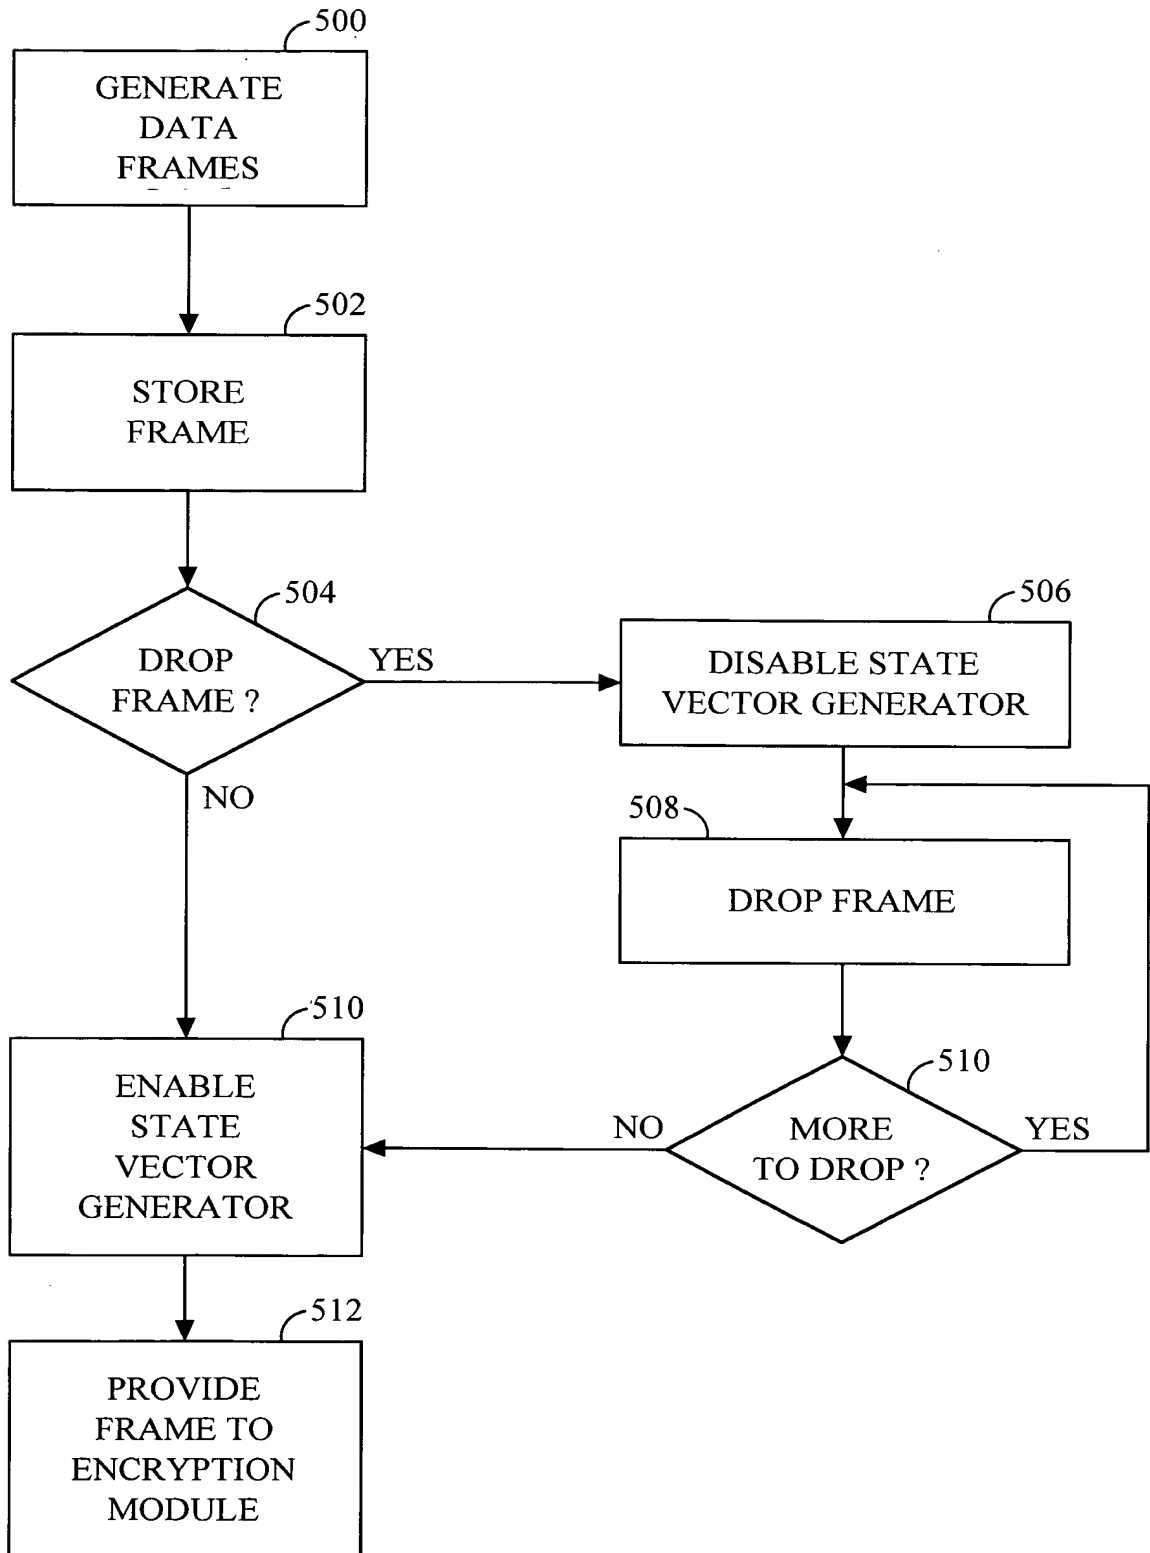 500
GENERATE
DATA
FRAMES
502
STORE
FRAME
504
DROP
FRAME ?
YES
NO
506
DISABLE STATE
VECTOR GENERATOR
508
DROP FRAME
510
MORE
TO DROP ?
YES
NO
510
ENABLE
STATE
VECTOR
GENERATOR
512
PROVIDE
FRAME TO
ENCRYPTION
MODULE